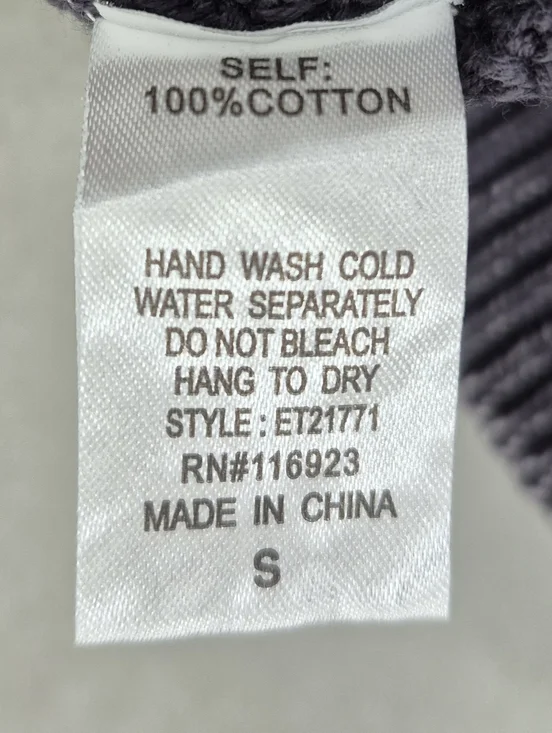 SELF:
100%COTTON
HAND WASH COLD
WATER SEPARATELY
DO NOT BLEACH
HANG TO DRY
STYLE : ET21771
RN#116923
MADE IN CHINA
S